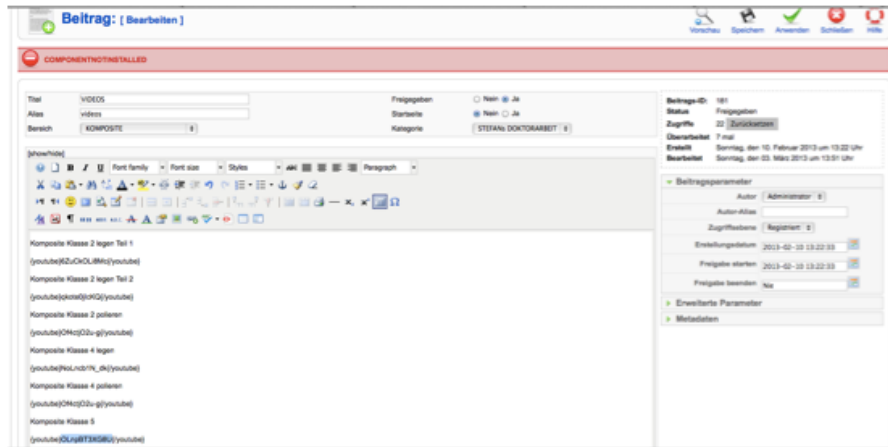 Beitrag: [ Bearbeiten ]
Vorschau Speichern Anwenden Schließen Hilfe
COMPONENTNOTINSTALLED
Titel VIDEOS Freigegeben Nein Ja
Alias videos Startseite Nein Ja
Bereich KOMPOSITE Kategorie STEFANs DOKTORARBEIT
Beitrags-ID: 181
Status Freigegeben
Zugriffe 22 Zurücksetzen
Überarbeitet 7 mal
Erstellt Sonntag, den 10. Februar 2013 um 13:22 Uhr
Bearbeitet Sonntag, den 03. März 2013 um 13:51 Uhr
[show/hide]
B I U Font family Font size Styles ABC Paragraph
Beitragsparameter
Autor Administrator
Autor-Alias
Zugriffsebene Registriert
Erstellungsdatum 2013-02-10 13:22:33
Freigabe starten 2013-02-10 13:22:33
Freigabe beenden Nie
Erweiterte Parameter
Metadaten
Komposite Klasse 2 legen Teil 1
Komposite Klasse 2 legen Teil 2
Komposite Klasse 2 polieren
Komposite Klasse 4 legen
Komposite Klasse 4 polieren
Komposite Klasse 5